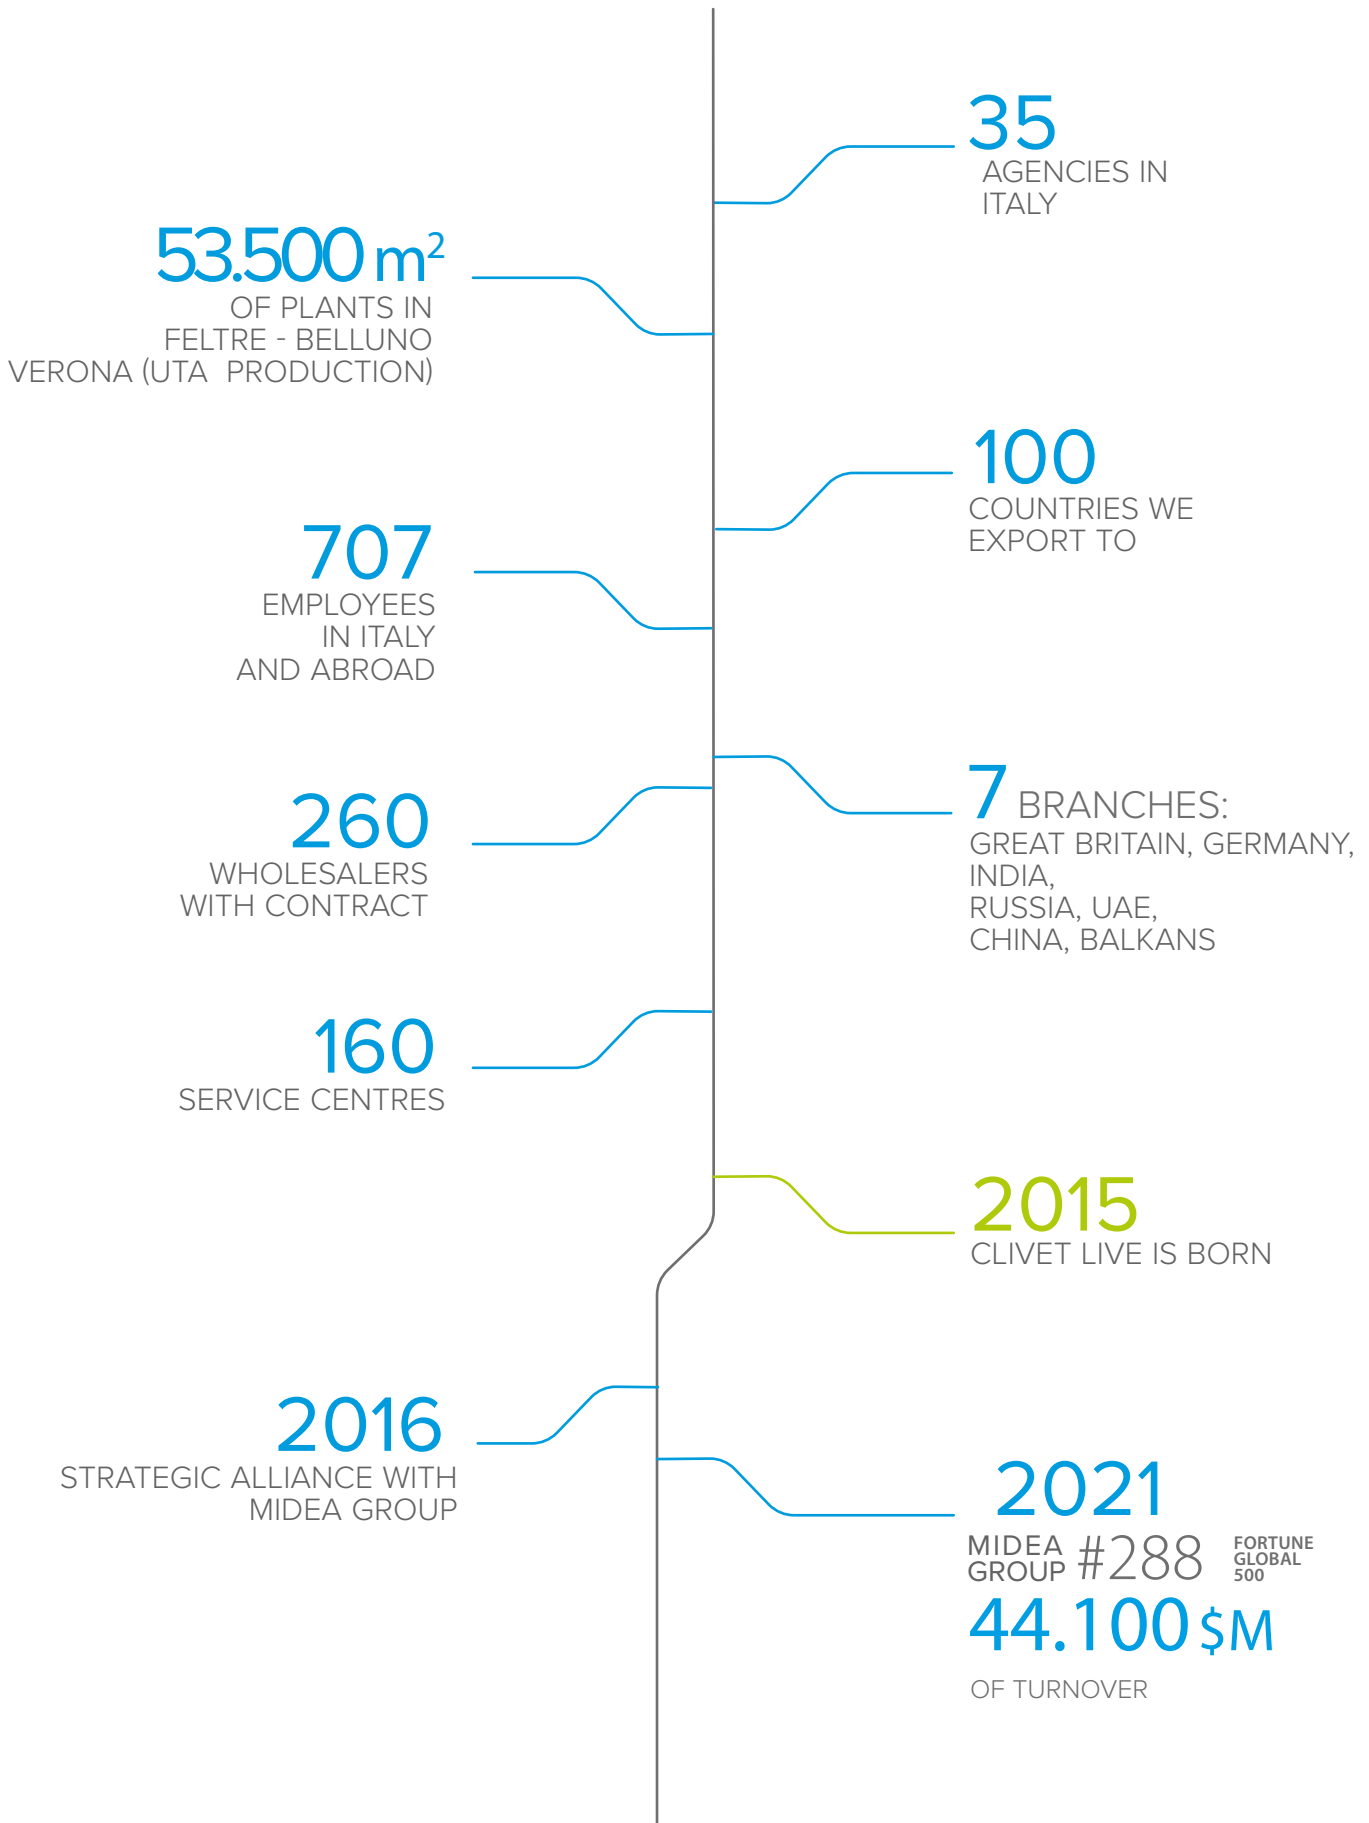 35
AGENCIES IN
ITALY
53.500 m²
OF PLANTS IN
FELTRE - BELLUNO
VERONA (UTA PRODUCTION)
100
COUNTRIES WE
EXPORT TO
707
EMPLOYEES
IN ITALY
AND ABROAD
7 BRANCHES:
GREAT BRITAIN, GERMANY,
INDIA,
RUSSIA, UAE,
CHINA, BALKANS
260
WHOLESALERS
WITH CONTRACT
160
SERVICE CENTRES
2015
CLIVET LIVE IS BORN
2016
STRATEGIC ALLIANCE WITH
MIDEA GROUP
2021
MIDEA
GROUP
#288
FORTUNE
GLOBAL
500
44.100 $M
OF TURNOVER